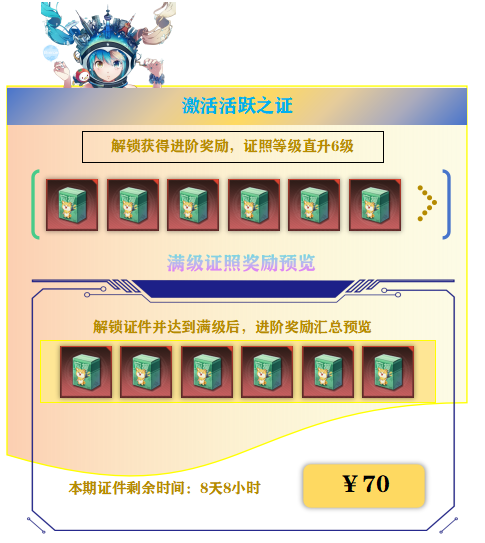 激活活跃之证
解锁获得进阶奖励，证照等级直升6级
满级证照奖励预览
解锁证件并达到满级后，进阶奖励汇总预览
本期证件剩余时间：8天8小时
￥70